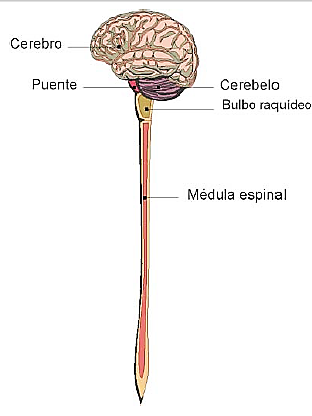 Cerebro
Puente
Cerebelo
Bulbo raquídeo
Médula espinal